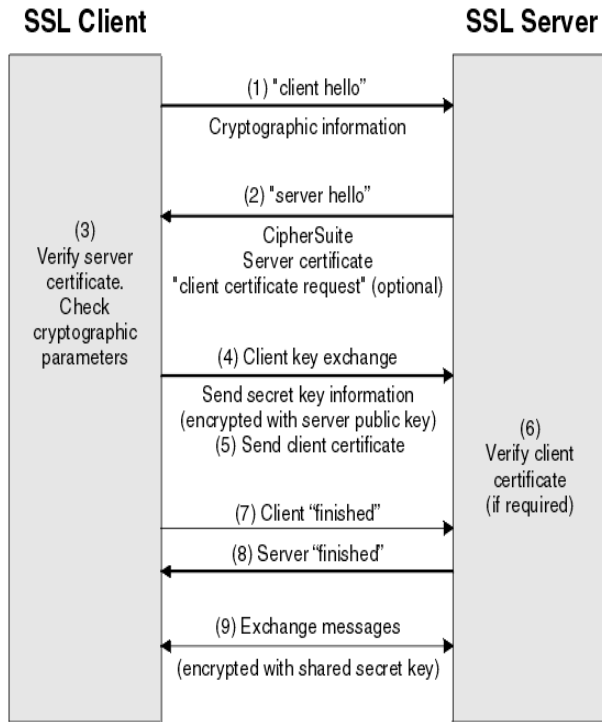 SSL Client
SSL Server
(1) "client hello”
Cryptographic information
(2) "server hello”
CipherSuite
Server certificate
"client certificate request" (optional)
(3)
Verify server
certificate.
Check
cryptographic
parameters
(4) Client key exchange
Send secret key information
(encrypted with server public key)
(5) Send client certificate
(6)
Verify client
certificate
(if required)
(7) Client “finished”
(8) Server “finished”
(9) Exchange messages
(encrypted with shared secret key)